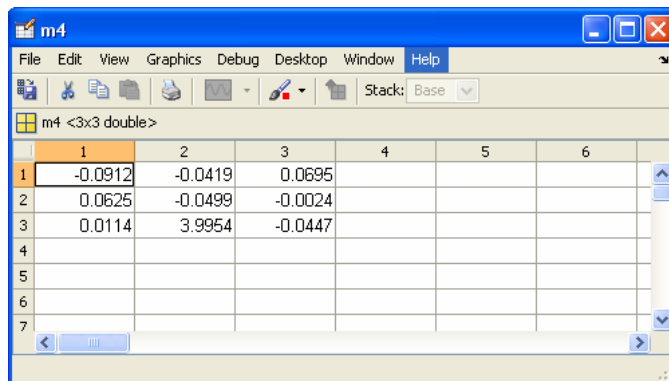 m4
File Edit View Graphics Debug Desktop Window Help
Stack: Base
m4 <3x3 double>
1 2 3 4 5 6
1 -0.0912 -0.0419 0.0695
2 0.0625 -0.0499 -0.0024
3 0.0114 3.9954 -0.0447
4
5
6
7